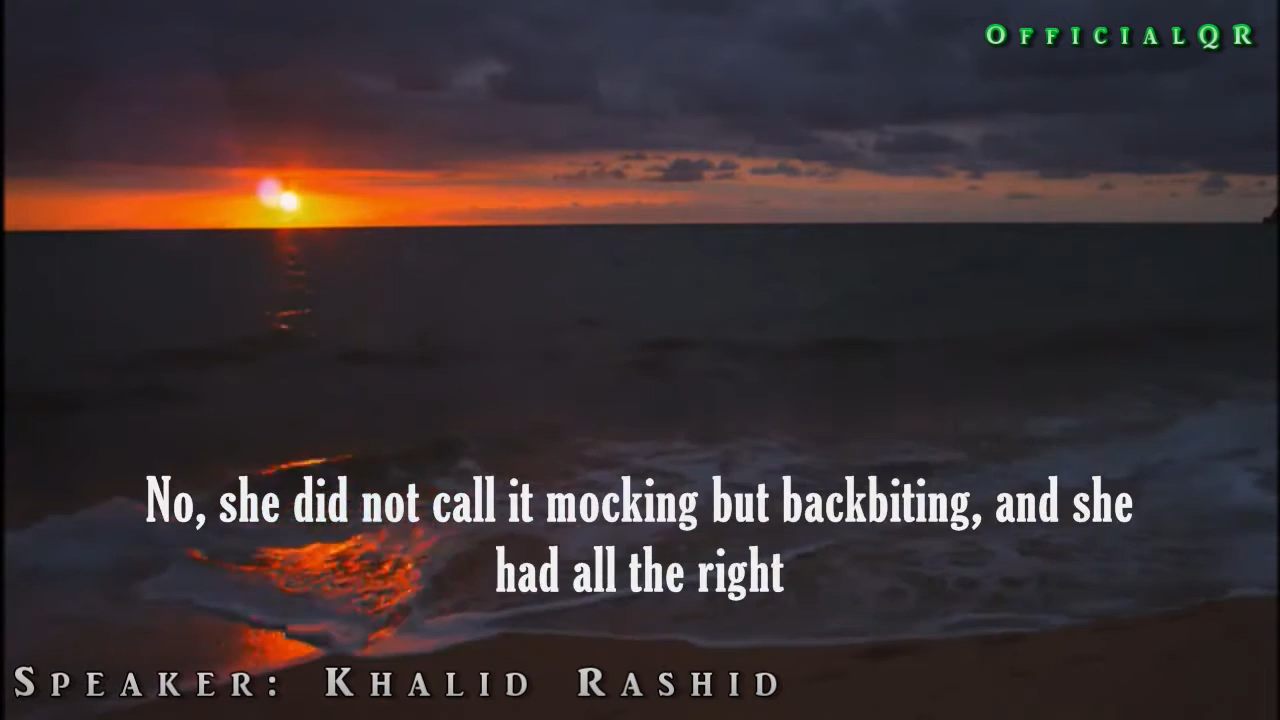 OfficialQR
No, she did not call it mocking but backbiting, and she
had all the right
Speaker: Khalid Rashid